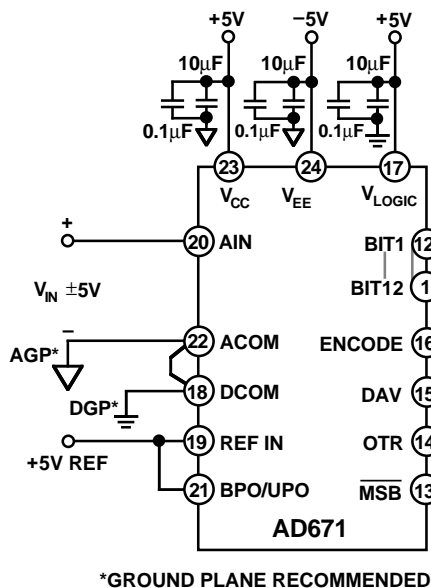 +5V −5V +5V
10µF 10µF 10µF
0.1µF 0.1µF 0.1µF
23 24 17
VCC VEE VLOGIC
+ 20 AIN BIT1 12
VIN ±5V BIT12 1
− 22 ACOM ENCODE 16
AGP*
DGP* 18 DCOM DAV 15
19 REF IN OTR 14
+5V REF
21 BPO/UPO MSB 13
AD671
*GROUND PLANE RECOMMENDED